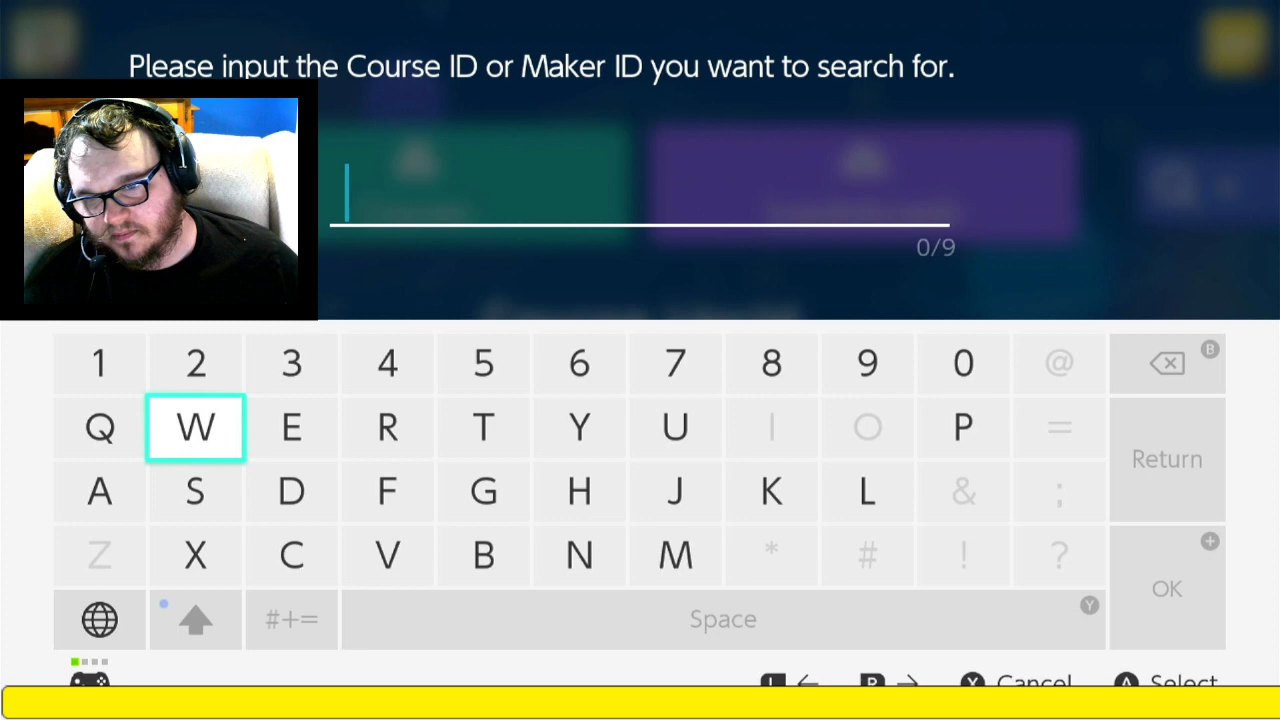 Please input the Course ID or Maker ID you want to search for.
0/9
1 2 3 4 5 6 7 8 9 0 @ B
Q W E R T Y U I O P = Return
A S D F G H J K L & ;
Z X C V B N M * # ! ? + OK
#+= Space Y
L ← R → X Cancel A Select